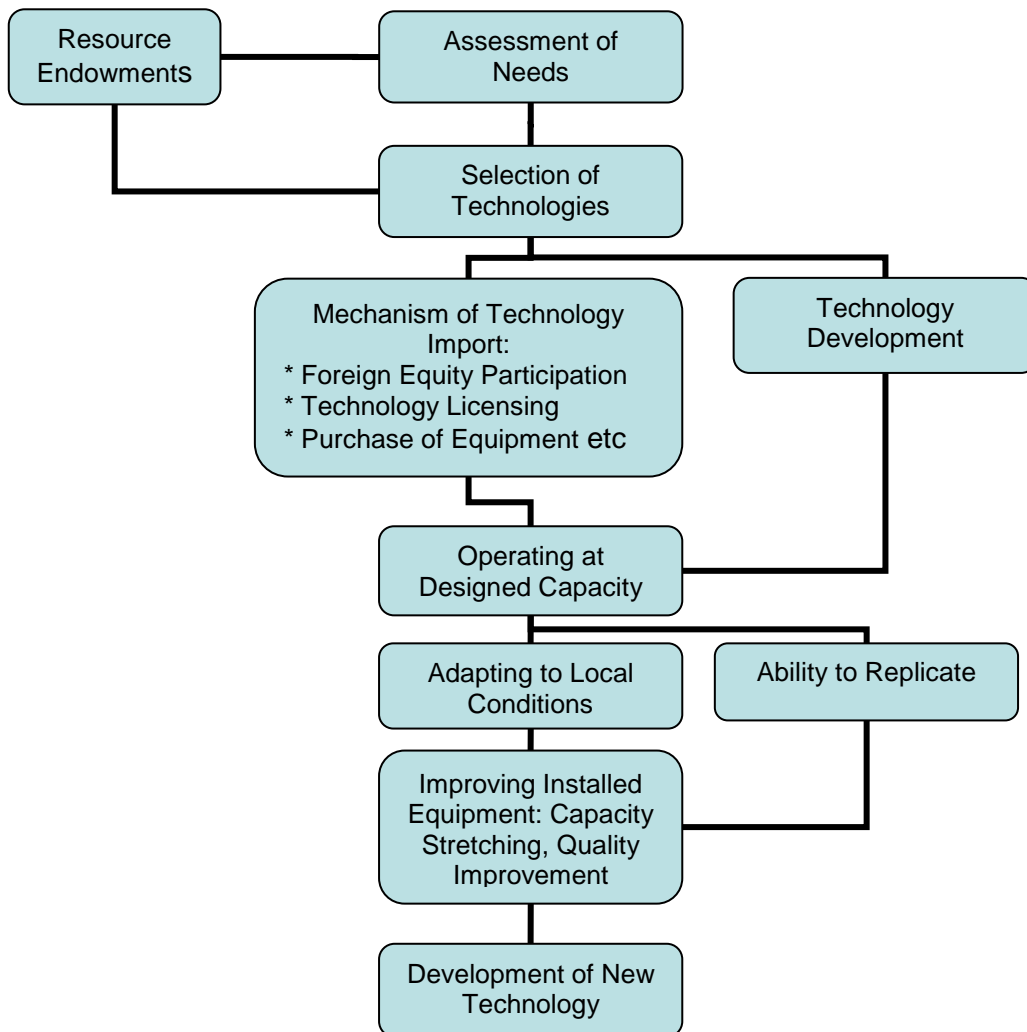 Resource
Endowments
Assessment of
Needs
Selection of
Technologies
Mechanism of Technology
Import:
* Foreign Equity Participation
* Technology Licensing
* Purchase of Equipment etc
Technology
Development
Operating at
Designed Capacity
Adapting to Local
Conditions
Ability to Replicate
Improving Installed
Equipment: Capacity
Stretching, Quality
Improvement
Development of New
Technology